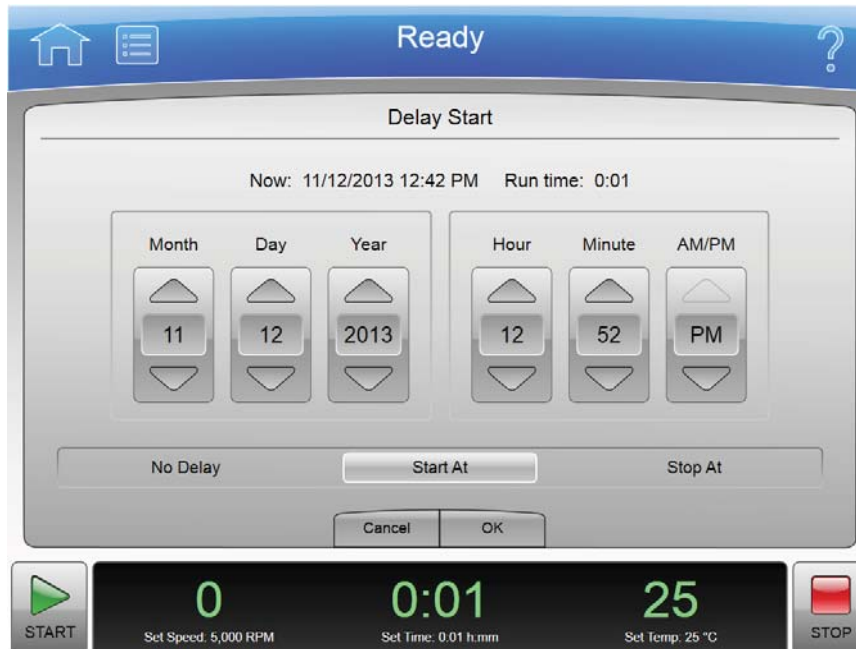 Ready
Delay Start
Now: 11/12/2013 12:42 PM Run time: 0:01
Month Day Year Hour Minute AM/PM
11 12 2013 12 52 PM
No Delay Start At Stop At
Cancel OK
0 0:01 25
START Set Speed: 5,000 RPM Set Time: 0:01 h:mm Set Temp: 25 °C STOP